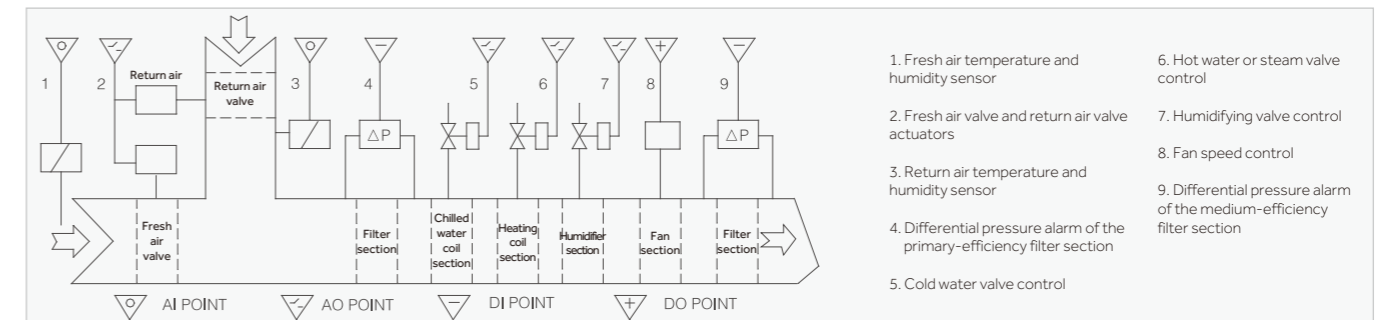 1
2
3
4
5
6
7
8
9
Return air
Return air
valve
△P
△P
Fresh
air
valve
Filter
section
Chilled
water
coil
section
Heating
coil
section
Humidifier
section
Fan
section
Filter
section
AI POINT
AO POINT
DI POINT
DO POINT
1. Fresh air temperature and
humidity sensor
2. Fresh air valve and return air valve
actuators
3. Return air temperature and
humidity sensor
4. Differential pressure alarm of the
primary-efficiency filter section
5. Cold water valve control
6. Hot water or steam valve
control
7. Humidifying valve control
8. Fan speed control
9. Differential pressure alarm
of the medium-efficiency
filter section